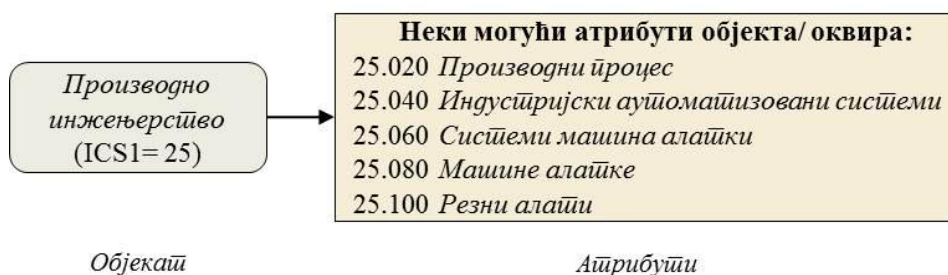 Производно
инжењерство
(ICS1= 25)
Неки могући атрибути објекта/ оквира:
25.020 Производни процес
25.040 Индустријски аутоматизовани системи
25.060 Системи машина алатки
25.080 Машине алатке
25.100 Резни алати
Објекат
Атрибути